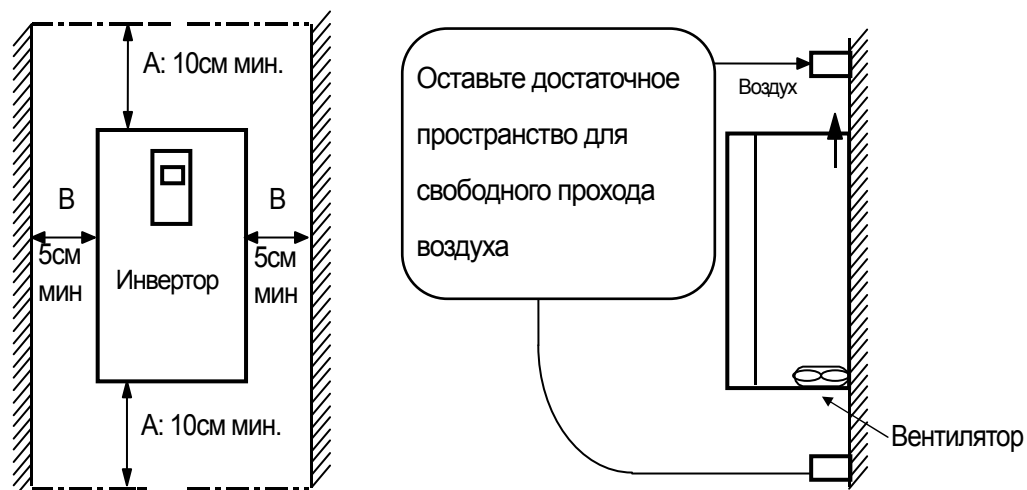 A: 10см мин.
B
5см
мин
Инвертор
B
5см
мин
A: 10см мин.
Оставьте достаточное
пространство для
свободного прохода
воздуха
Воздух
Вентилятор